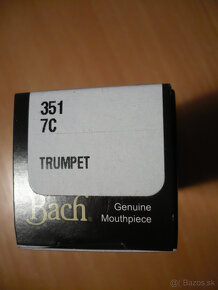 351
7C
TRUMPET
Bach
Genuine
Mouthpiece
Bazos.sk